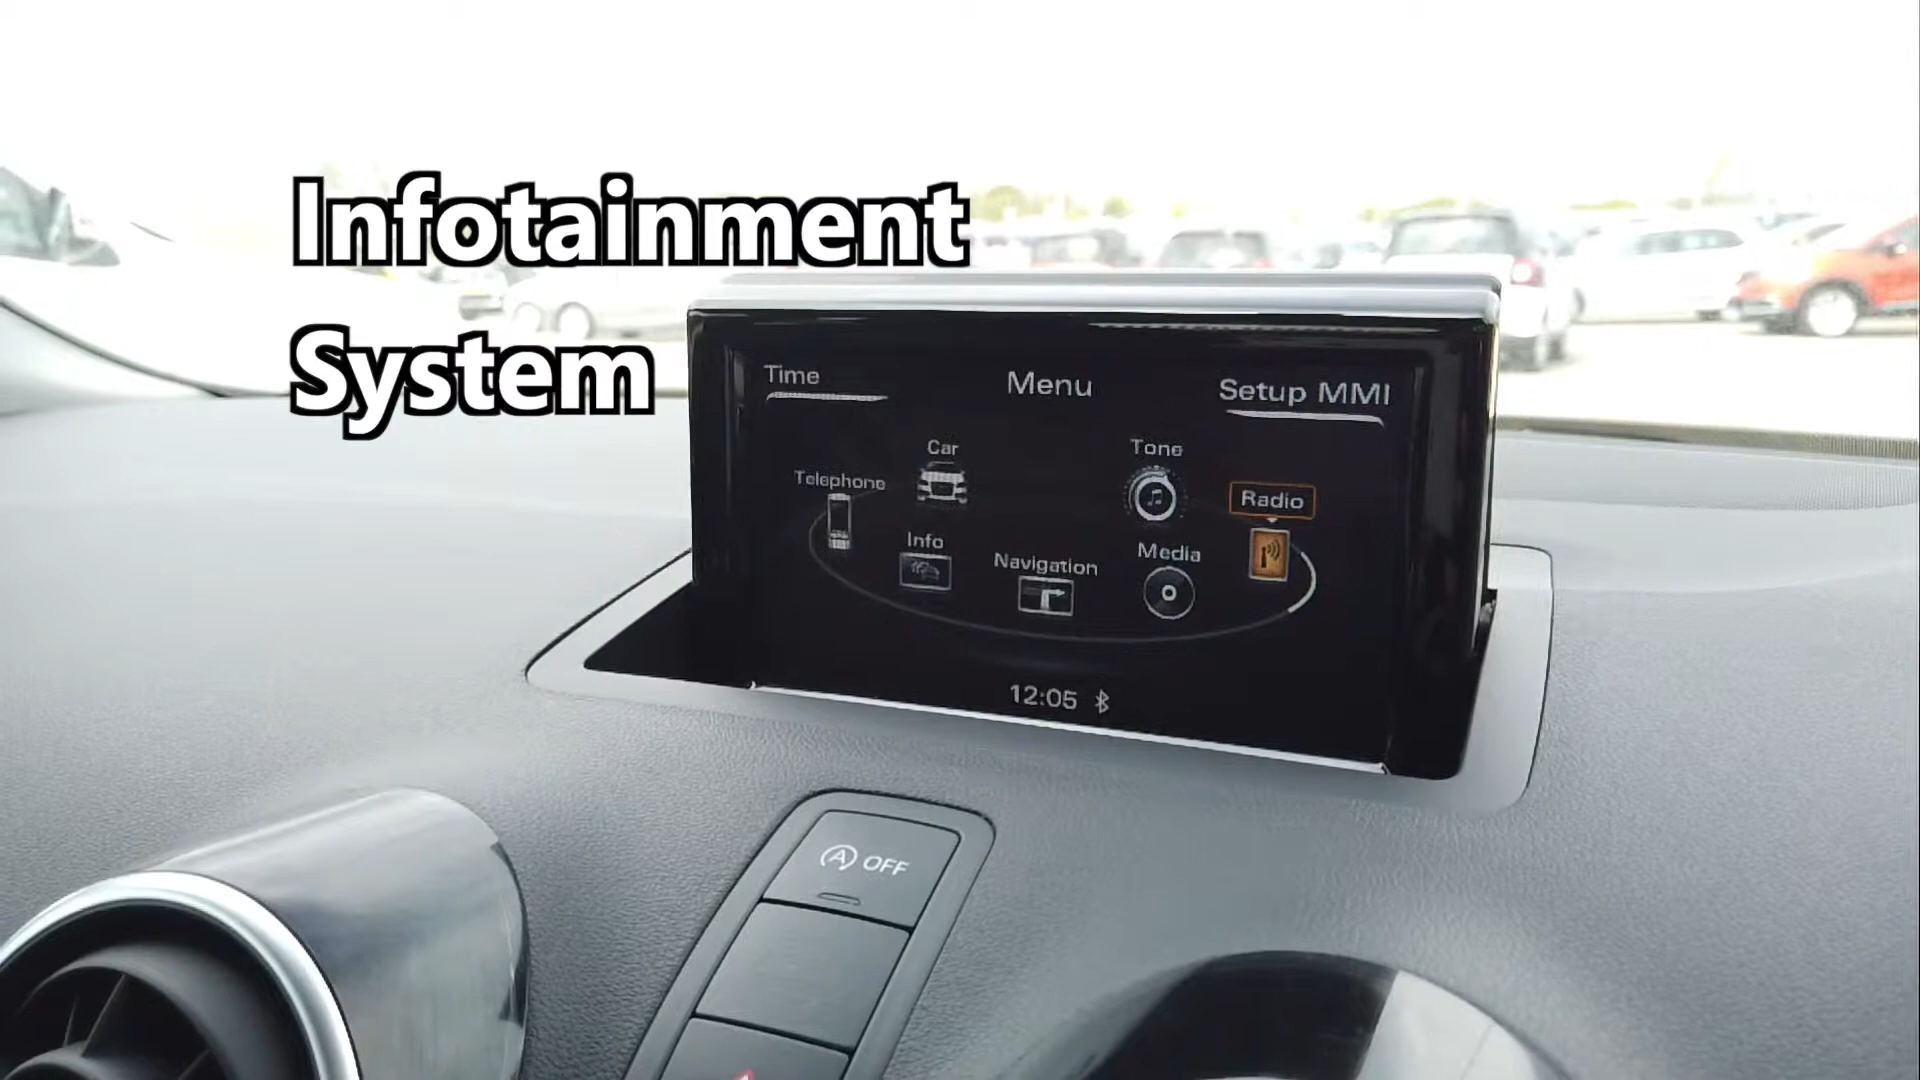 Infotainment
System
Time
Menu
Setup MMI
Car
Tone
Telephone
Radio
Info
Navigation
Media
12:05
A OFF